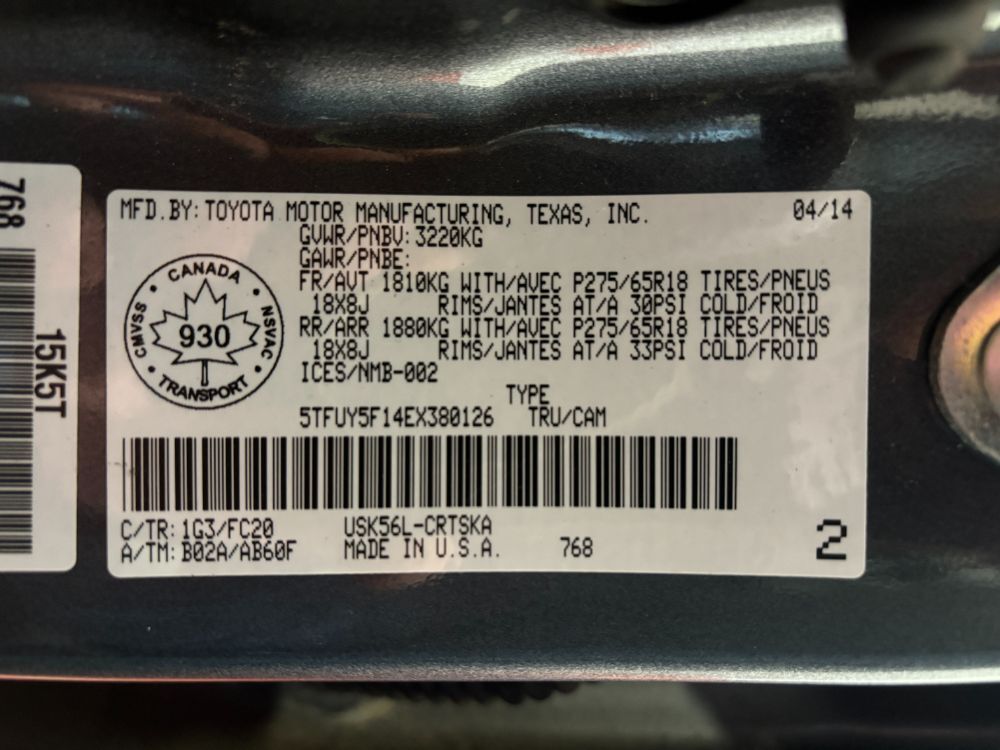 768
15K5T
MFD.BY: TOYOTA MOTOR MANUFACTURING, TEXAS, INC. 04/14
GVWR/PNBV: 3220KG
GAWR/PNBE:
FR/AVT 1810KG WITH/AVEC P275/65R18 TIRES/PNEUS
18X8J RIMS/JANTES AT/A 30PSI COLD/FROID
RR/ARR 1880KG WITH/AVEC P275/65R18 TIRES/PNEUS
18X8J RIMS/JANTES AT/A 33PSI COLD/FROID
ICES/NMB-002
CANADA
CMVSS
930
NSVAC
TRANSPORT
TYPE
5TFUY5F14EX380126 TRU/CAM
C/TR: 1G3/FC20 USK56L-CRTSKA
A/TM: B02A/AB60F MADE IN U.S.A. 768
2